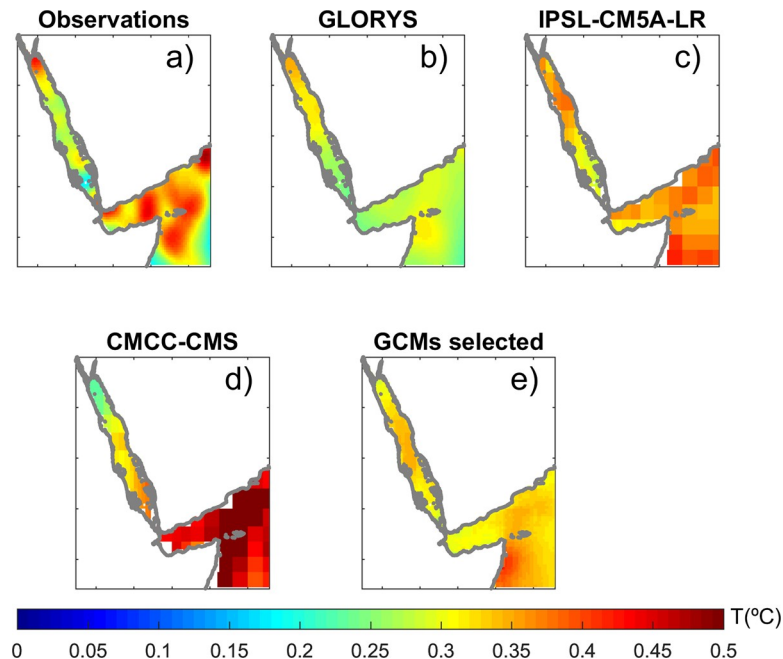 Observations GLORYS IPSL-CM5A-LR
a) b) c)
CMCC-CMS GCMs selected
d) e)
T(ºC)
0 0.05 0.1 0.15 0.2 0.25 0.3 0.35 0.4 0.45 0.5